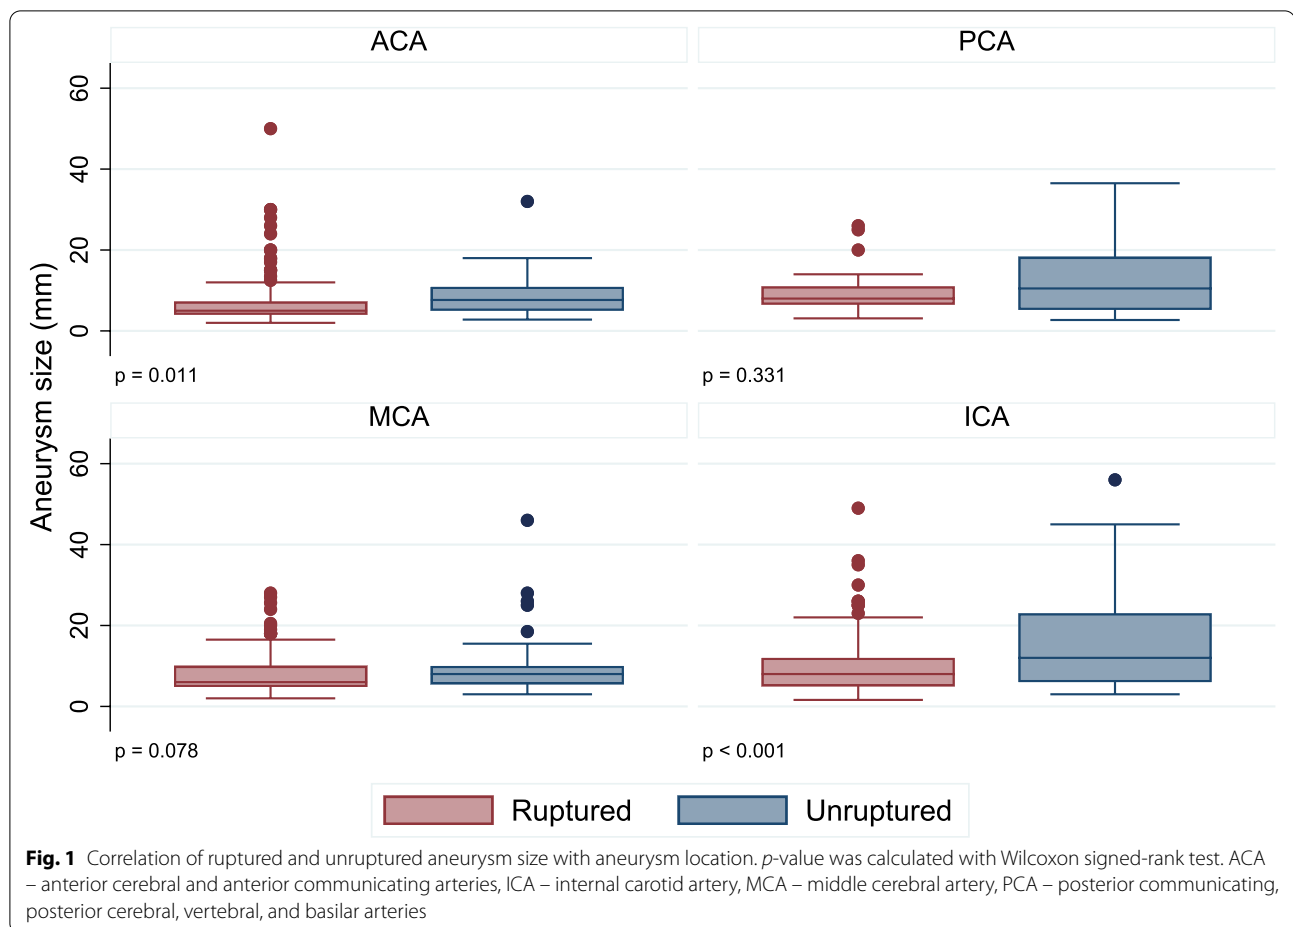 ACA
PCA
60
40
20
0
p = 0.011
p = 0.331
Aneurysm size (mm)
MCA
ICA
60
40
20
0
p = 0.078
p < 0.001
Ruptured
Unruptured
Fig. 1 Correlation of ruptured and unruptured aneurysm size with aneurysm location. p-value was calculated with Wilcoxon signed-rank test. ACA
– anterior cerebral and anterior communicating arteries, ICA – internal carotid artery, MCA – middle cerebral artery, PCA – posterior communicating,
posterior cerebral, vertebral, and basilar arteries